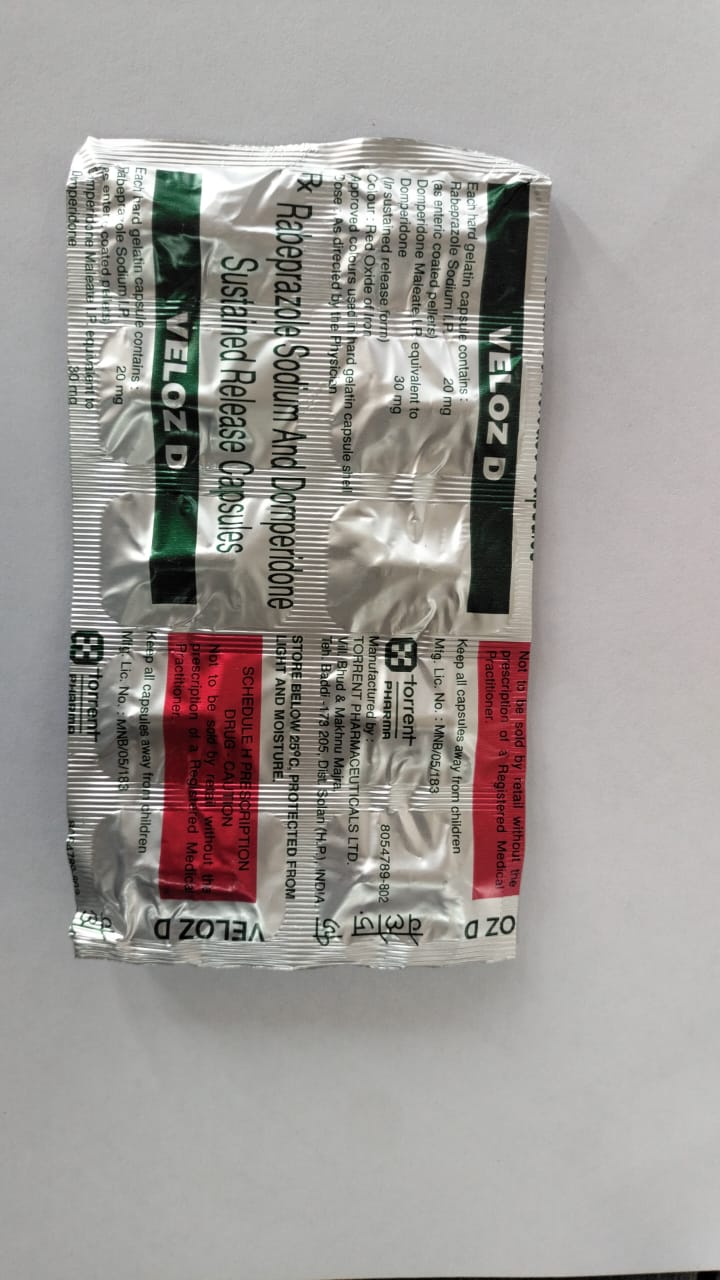 VELOZ D
Each hard gelatin capsule contains :
Rabeprazole Sodium I.P. 20 mg
(as enteric coated pellets)
Domperidone Maleate I.P. equivalent to
Domperidone 30 mg
(In sustained release form)
Colour : Red Oxide of Iron
Approved colours used in hard gelatin capsule shell
Dose : As directed by the Physician
Rx Rabeprazole Sodium And Domperidone
Sustained Release Capsules
VELOZ D
Each hard gelatin capsule contains :
Rabeprazole Sodium I.P. 20 mg
(as enteric coated pellets)
Domperidone Maleate I.P. equivalent to
Domperidone 30 mg
Not to be sold by retail without the
prescription of a Registered Medical
Practitioner.
Keep all capsules away from children
Mfg. Lic. No. : MNB/05/183
torrent
PHARMA
8054789-802
Manufactured by :
TORRENT PHARMACEUTICALS LTD.
Vill. Bhud & Makhnu Majra,
Teh. Baddi -173 205, Dist. Solan (H.P.), INDIA.
STORE BELOW 25°C, PROTECTED FROM
LIGHT AND MOISTURE.
SCHEDULE H PRESCRIPTION
DRUG - CAUTION
Not to be sold by retail without the
prescription of a Registered Medical
Practitioner.
Keep all capsules away from children
Mfg. Lic. No. : MNB/05/183
torrent
PHARMA
OZ D
VELOZ D